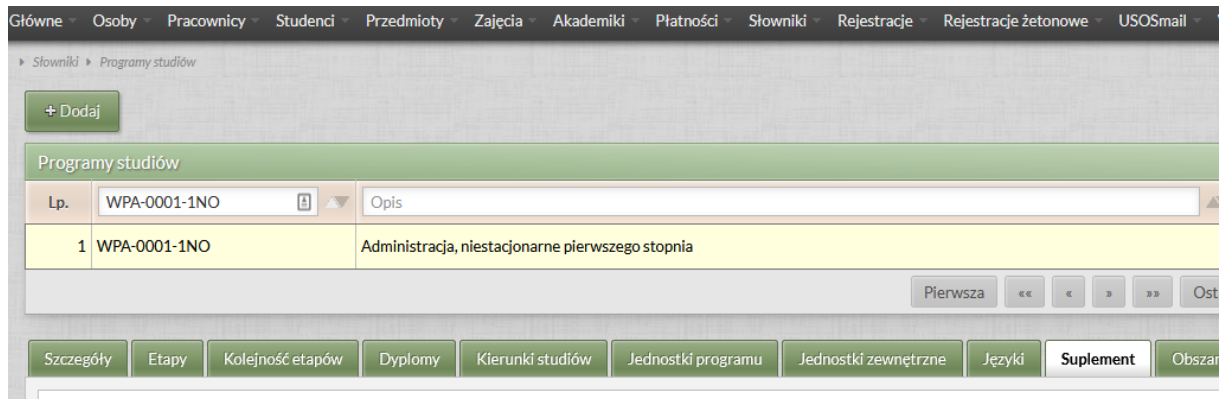 Główne Osoby Pracownicy Studenci Przedmioty Zajęcia Akademiki Płatności Słowniki Rejestracje Rejestracje żetonowe USOSmail
Słowniki Programy studiów
+ Dodaj
Programy studiów
Lp. WPA-0001-1NO Opis
1 WPA-0001-1NO Administracja, niestacjonarne pierwszego stopnia
Pierwsza «« « » »» Ost
Szczegóły Etapy Kolejność etapów Dyplomy Kierunki studiów Jednostki programu Jednostki zewnętrzne Języki Suplement Obszar